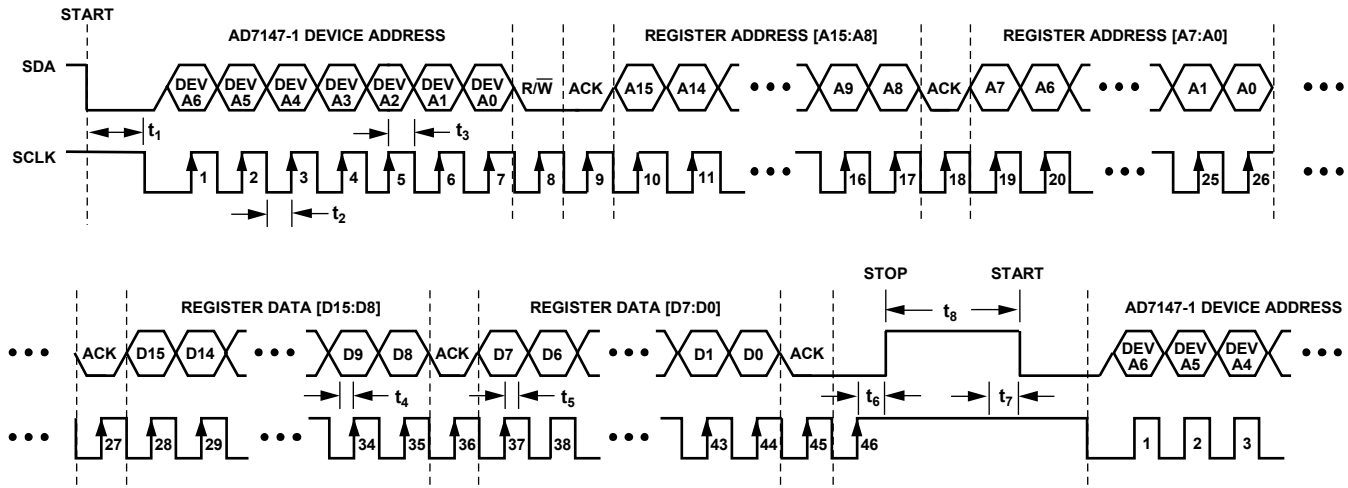 START
AD7147-1 DEVICE ADDRESS REGISTER ADDRESS [A15:A8] REGISTER ADDRESS [A7:A0]
SDA DEV A6 DEV A5 DEV A4 DEV A3 DEV A2 DEV A1 DEV A0 R/W̅ ACK A15 A14 A9 A8 ACK A7 A6 A1 A0
t1 t3
SCLK 1 2 3 4 5 6 7 8 9 10 11 16 17 18 19 20 25 26
t2
STOP START
REGISTER DATA [D15:D8] REGISTER DATA [D7:D0] t8 AD7147-1 DEVICE ADDRESS
ACK D15 D14 D9 D8 ACK D7 D6 D1 D0 ACK DEV A6 DEV A5 DEV A4
t4 t5 t6 t7
27 28 29 34 35 36 37 38 43 44 45 46 1 2 3